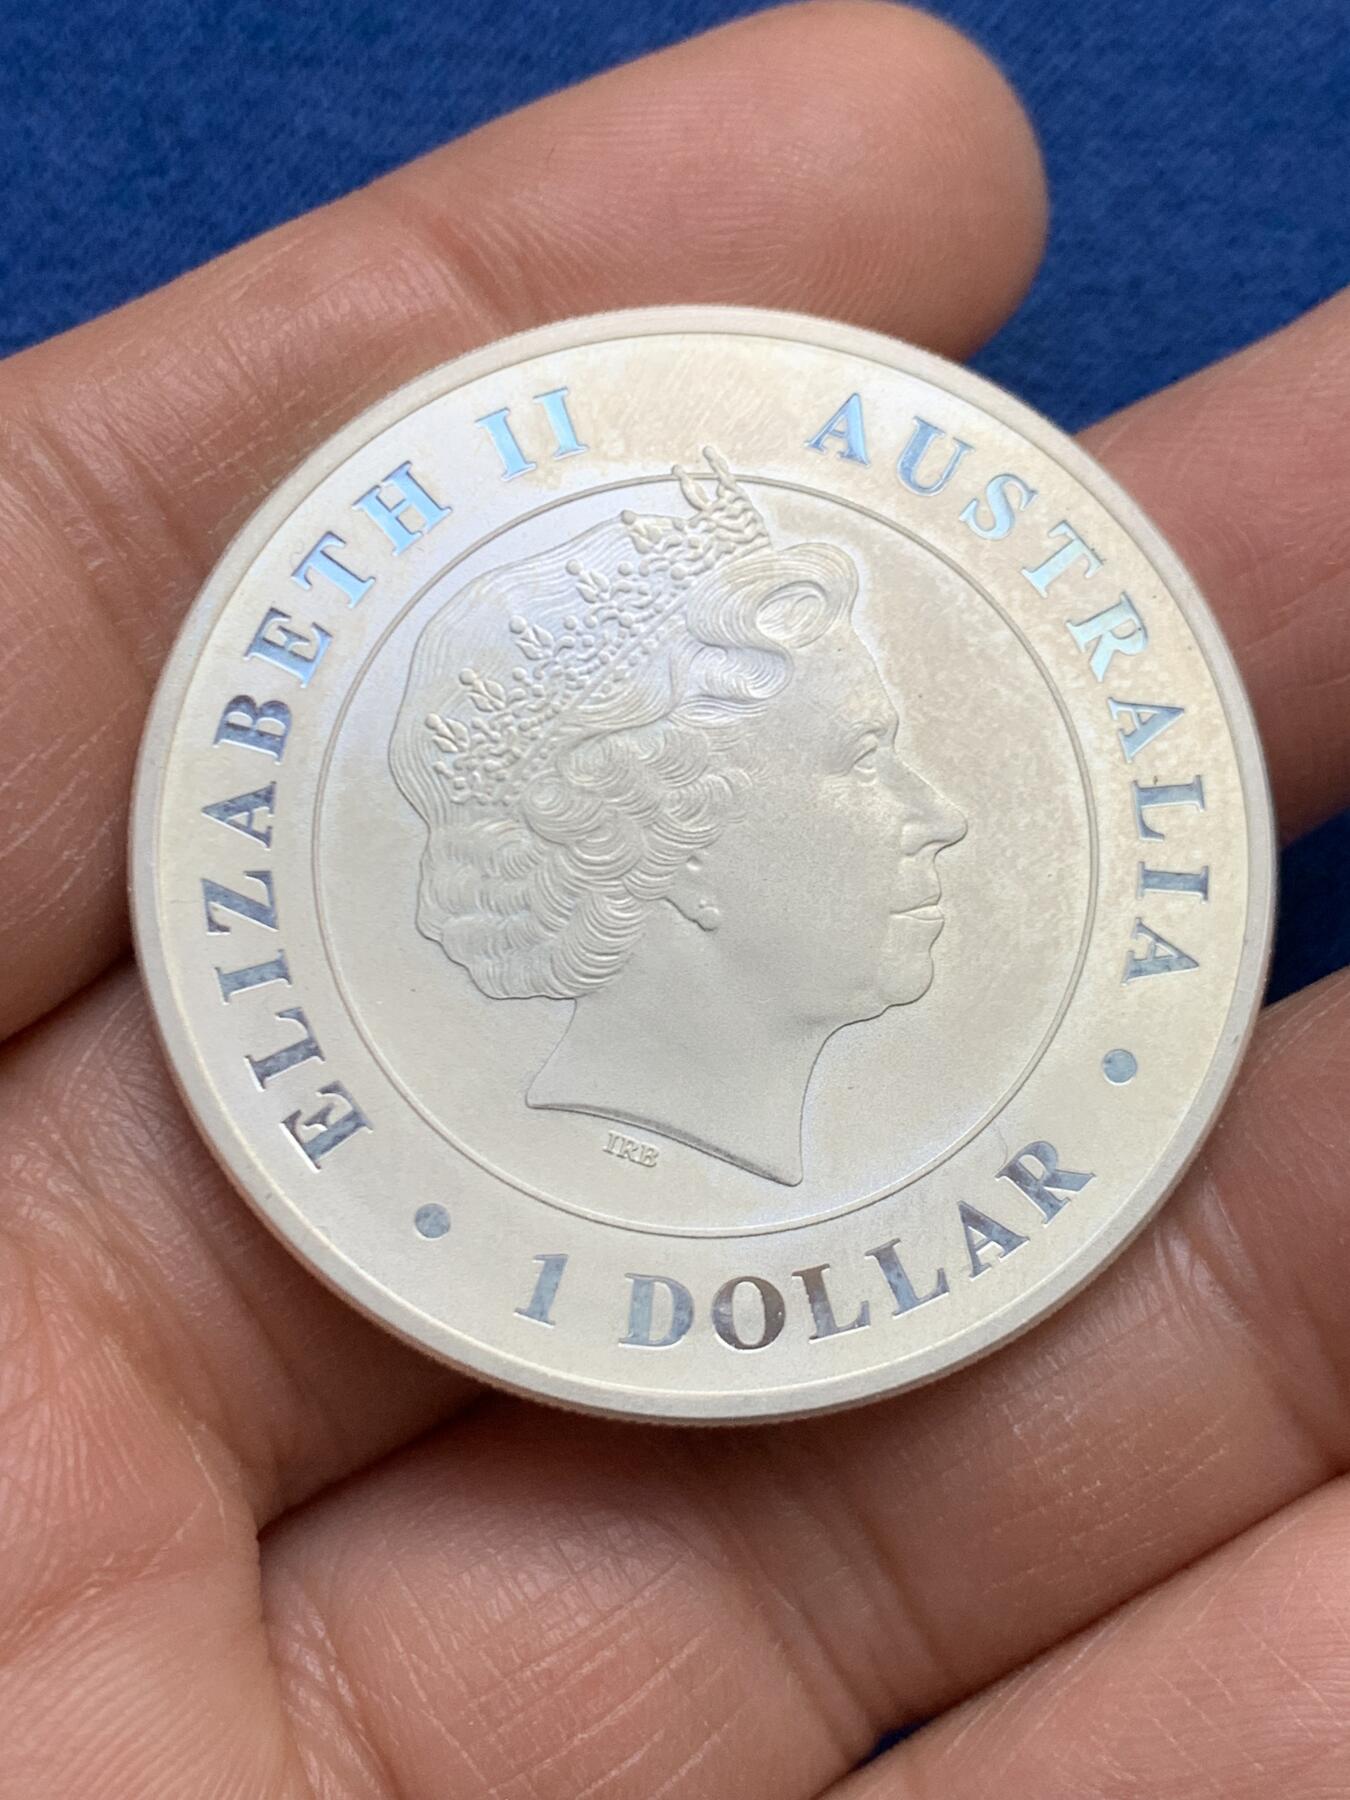 ELIZABETH II AUSTRALIA
IRB
• 1 DOLLAR •